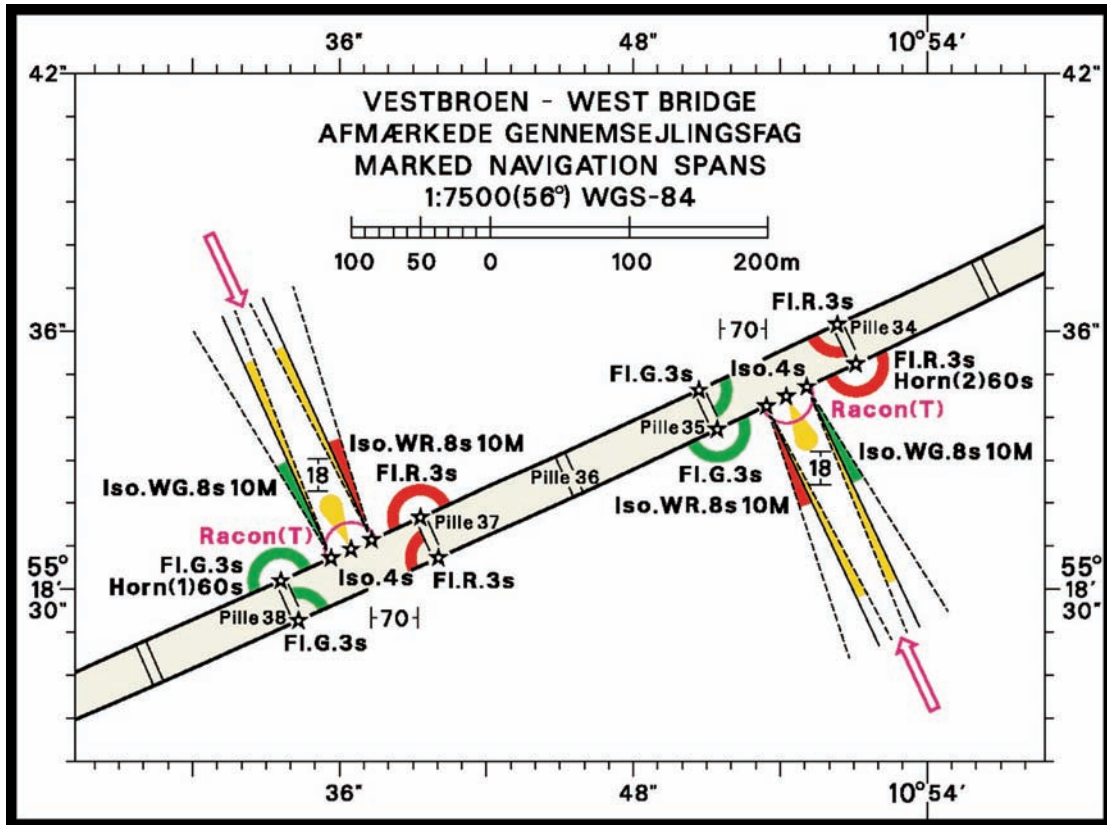 36" 48" 10°54'
42" 42"
VESTBROEN - WEST BRIDGE
AFMÆRKEDE GENNEMSEJLINGSFAG
MARKED NAVIGATION SPANS
1:7500(56°) WGS-84
100 50 0 100 200m
36" 36"
Fl.R.3s
Pille 34
70
Fl.R.3s
Horn(2)60s
Iso.4s
Fl.G.3s
Racon(T)
Pille 35
Iso.WG.8s 10M
18
Fl.G.3s
Iso.WR.8s 10M
Pille 36
Iso.WR.8s 10M
Fl.R.3s
18
Iso.WG.8s 10M
Pille 37
Racon(T)
Fl.G.3s
Horn(1)60s
Iso.4s
Fl.R.3s
Pille 38
70
Fl.G.3s
55°
18'
30"
55°
18'
30"
36" 48" 10°54'